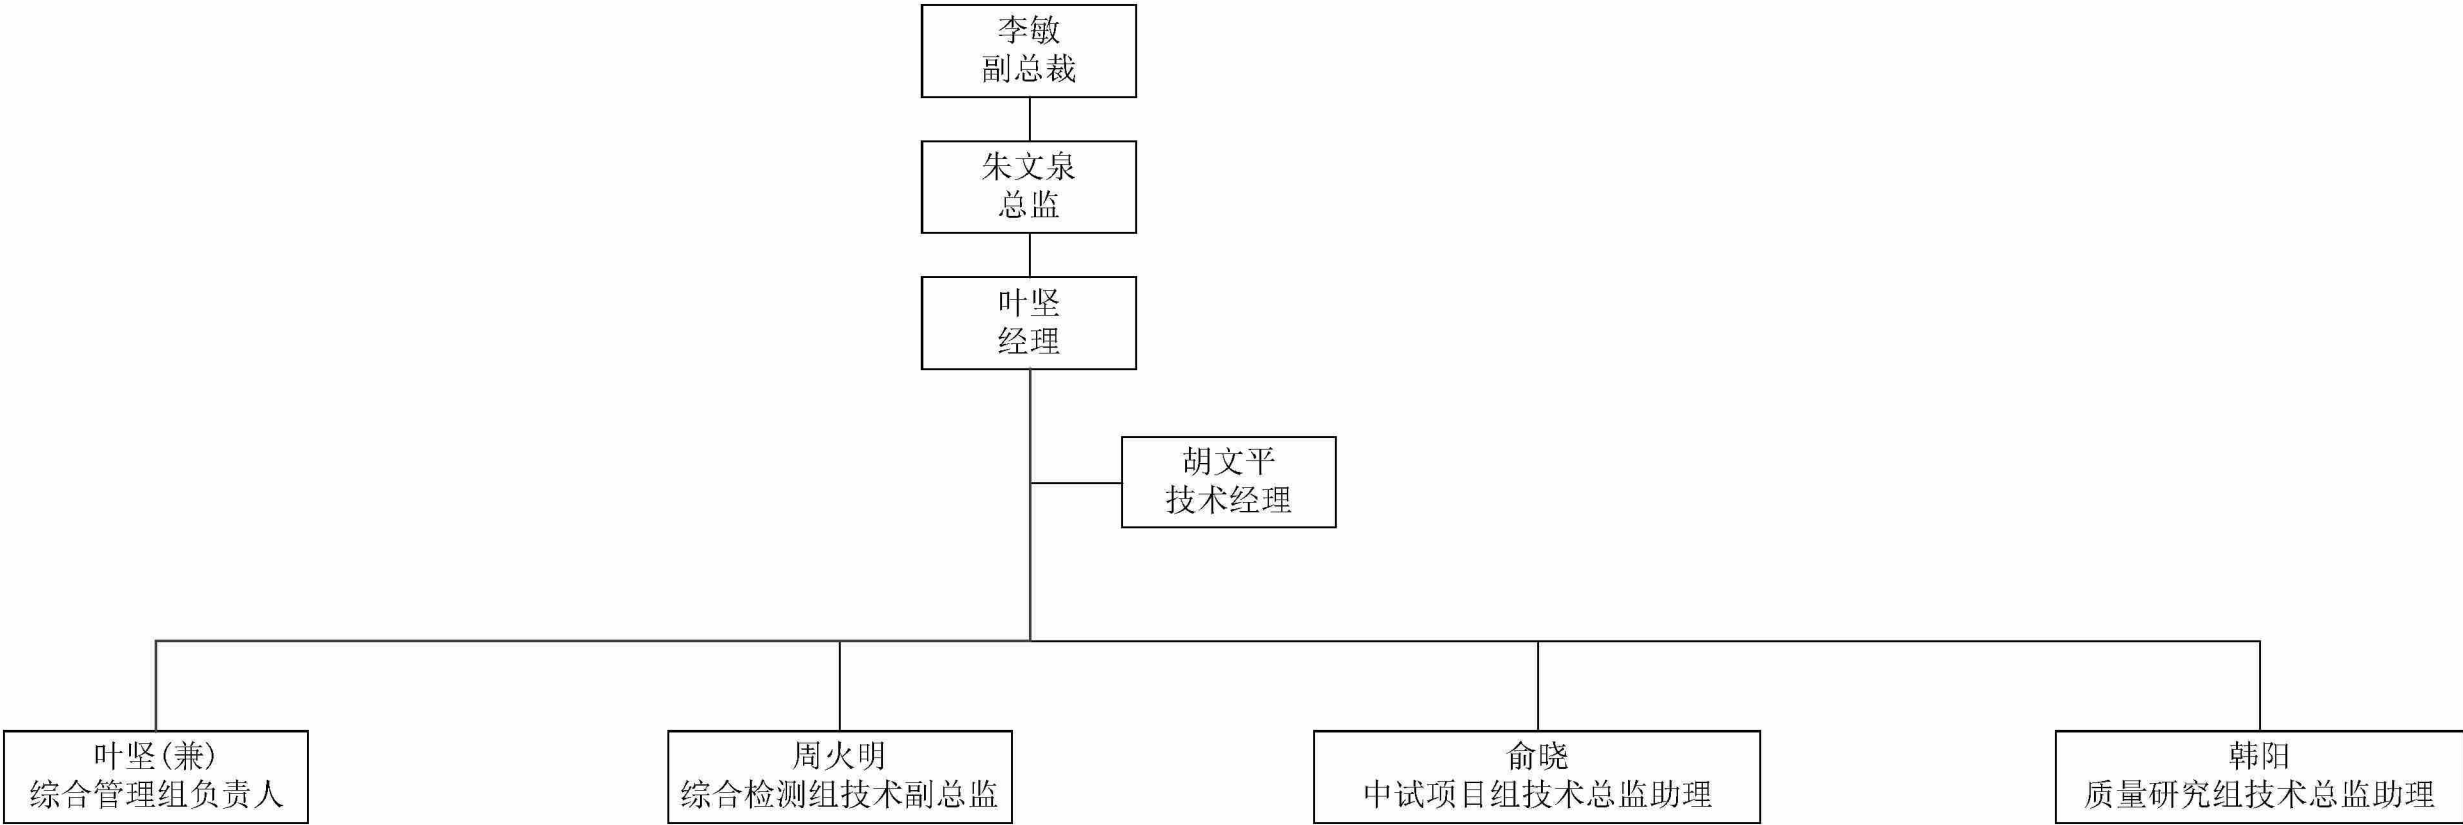 李敏
副总裁
朱文泉
总监
叶坚
经理
胡文平
技术经理
叶坚(兼)
综合管理组负责人
周火明
综合检测组技术副总监
俞晓
中试项目组技术总监助理
韩阳
质量研究组技术总监助理